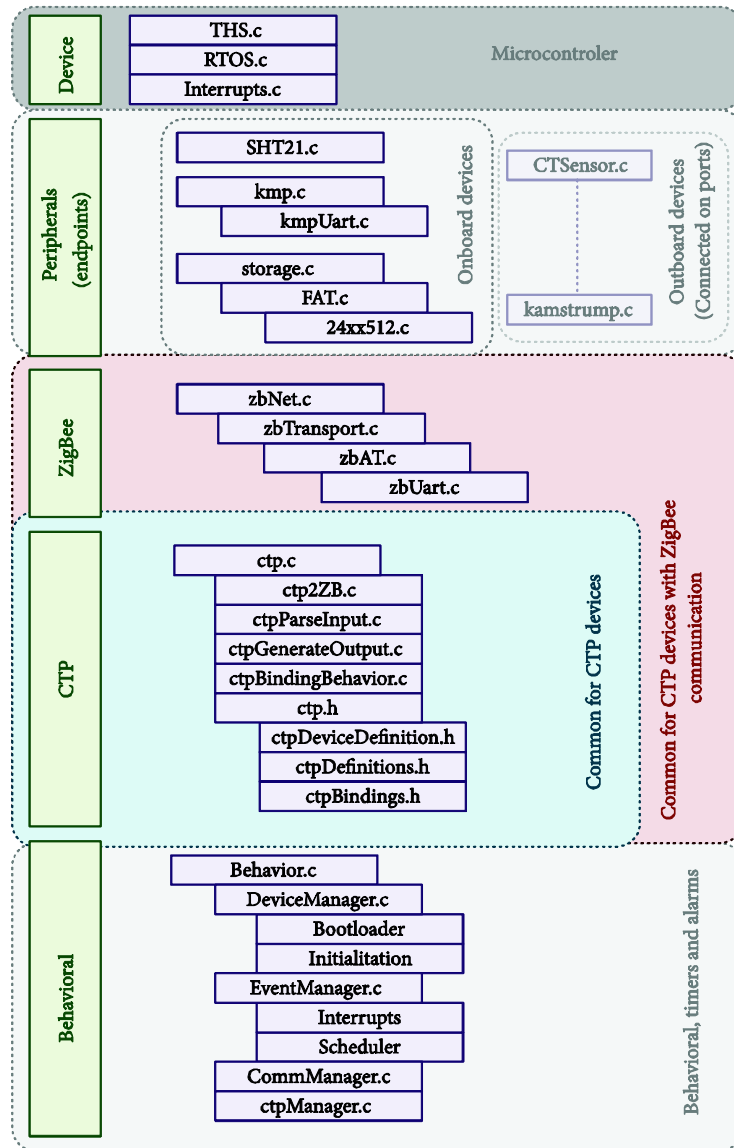 Device
THS.c
RTOS.c
Interrupts.c
Microcontroler
Peripherals
(endpoints)
SHT21.c
kmp.c
kmpUart.c
storage.c
FAT.c
24xx512.c
Onboard devices
CTSensor.c
kamstrump.c
Outboard devices
(Connected on ports)
ZigBee
zbNet.c
zbTransport.c
zbAT.c
zbUart.c
Common for CTP devices with ZigBee
communication
CTP
ctp.c
ctp2ZB.c
ctpParseInput.c
ctpGenerateOutput.c
ctpBindingBehavior.c
ctp.h
ctpDeviceDefinition.h
ctpDefinitions.h
ctpBindings.h
Common for CTP devices
Behavioral
Behavior.c
DeviceManager.c
Bootloader
Initialitation
EventManager.c
Interrupts
Scheduler
CommManager.c
ctpManager.c
Behavioral, timers and alarms